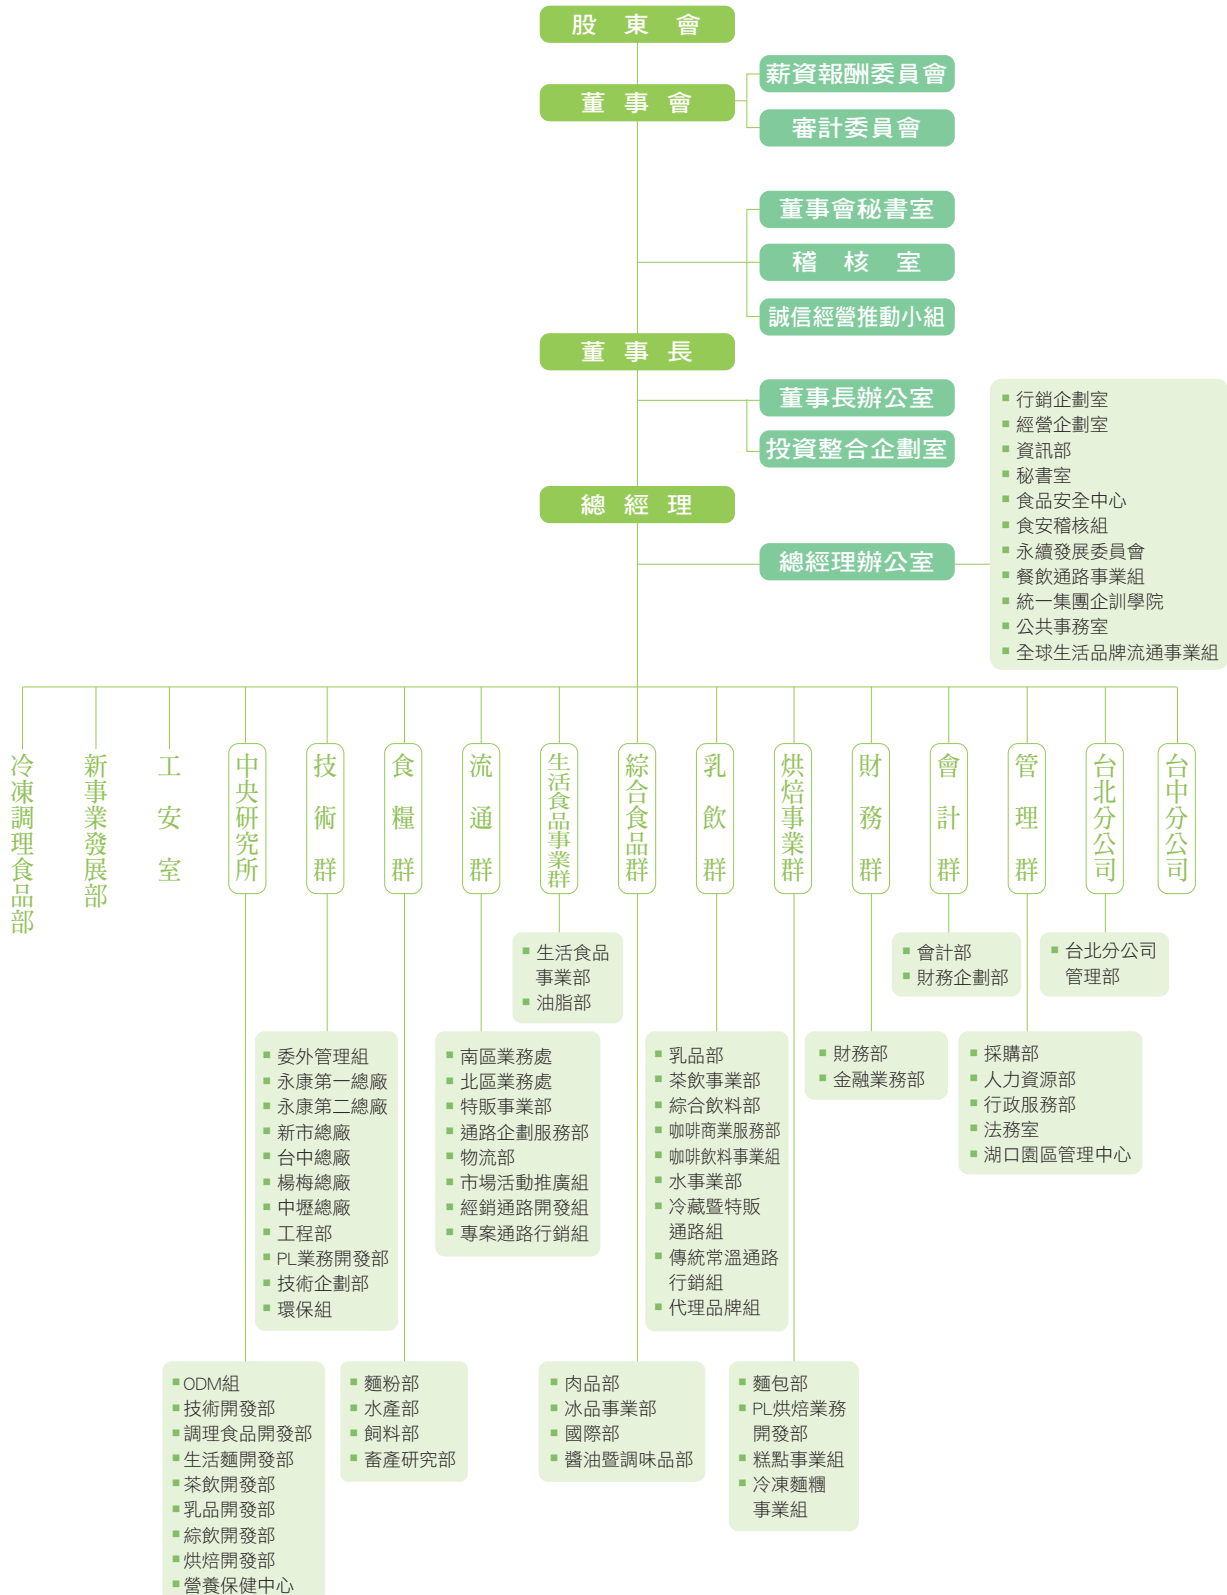 股東會
董事會
薪資報酬委員會
審計委員會
董事會秘書室
稽核室
誠信經營推動小組
董事長
董事長辦公室
投資整合企劃室
總經理
總經理辦公室
行銷企劃室
經營企劃室
資訊部
秘書室
食品安全中心
食安稽核組
永續發展委員會
餐飲通路事業組
統一集團企訓學院
公共事務室
全球生活品牌流通事業組
冷凍調理食品部
新事業發展部
工安室
中央研究所
技術群
食糧群
流通群
生活食品事業群
綜合食品群
乳飲群
烘焙事業群
財務群
會計群
管理群
台北分公司
台中分公司
生活食品
事業部
油脂部
會計部
財務企劃部
台北分公司
管理部
委外管理組
永康第一總廠
永康第二總廠
新市總廠
台中總廠
楊梅總廠
中壢總廠
工程部
PL業務開發部
技術企劃部
環保組
南區業務處
北區業務處
特販事業部
通路企劃服務部
物流部
市場活動推廣組
經銷通路開發組
專案通路行銷組
乳品部
茶飲事業部
綜合飲料部
咖啡商業服務部
咖啡飲料事業組
水事業部
冷藏暨特販
通路組
傳統常溫通路
行銷組
代理品牌組
財務部
金融業務部
採購部
人力資源部
行政服務部
法務室
湖口園區管理中心
ODM組
技術開發部
調理食品開發部
生活麵開發部
茶飲開發部
乳品開發部
綜飲開發部
烘焙開發部
營養保健中心
麵粉部
水產部
飼料部
畜產研究部
肉品部
冰品事業部
國際部
醬油暨調味品部
麵包部
PL烘焙業務
開發部
糕點事業組
冷凍麵糰
事業組